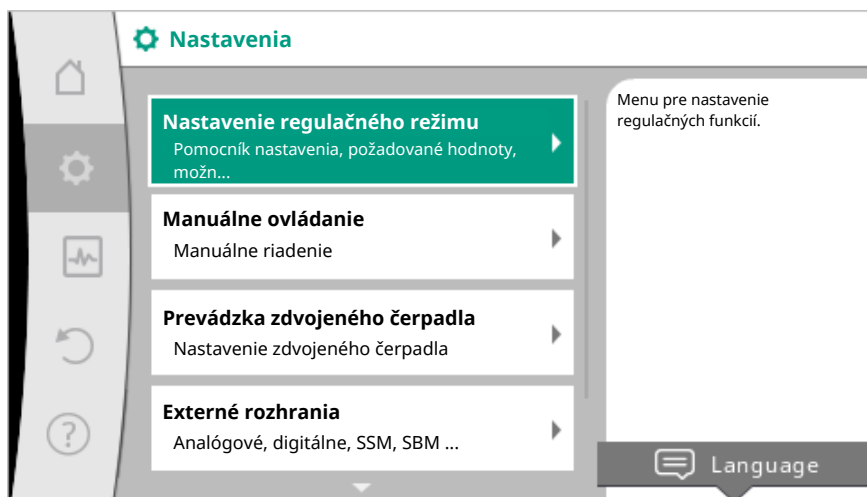 Nastavenia
Nastavenie regulačného režimu
Pomocník nastavenia, požadované hodnoty,
možn...
Manuálne ovládanie
Manuálne riadenie
Prevádzka zdvojeného čerpadla
Nastavenie zdvojeného čerpadla
Externé rozhrania
Analógové, digitálne, SSM, SBM ...
Menu pre nastavenie
regulačných funkcií.
Language